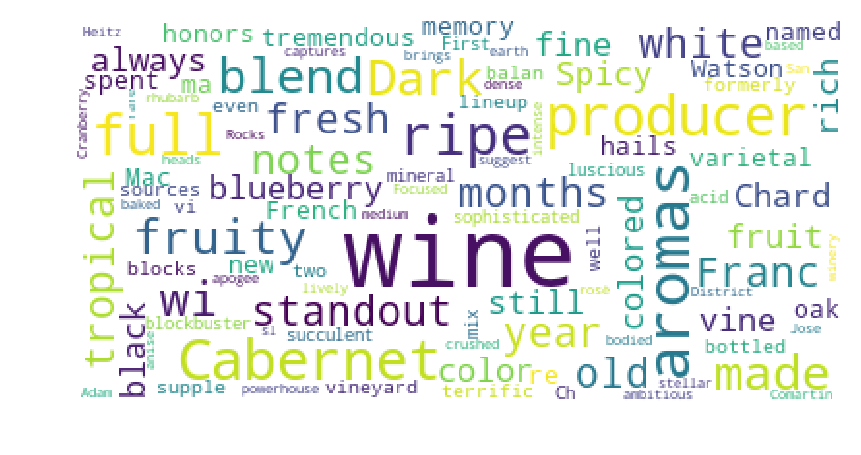 Heitz honors tremendous memory First captures brings earth fine white named based
always spent ma blend Dark balan dense Spicy Watson San formerly rich
Cranberry rare rhubarb full even fresh Rocks ripe lineup intense producer hails
heads notes suggest luscious varietal
tropical Mac sources baked vi blueberry French medium mineral Focused months sophisticated colored aromas acid Chard
fruity wine well fruit winery
blocks new apogee two lively rose Franc District
black wi standout still vine oak Jose
blockbuster anise si succulent mix crushed year bodied bottled
Cabernet color re old made stellar
Adam supple powerhouse vineyard terrific Ch ambitious Comartin